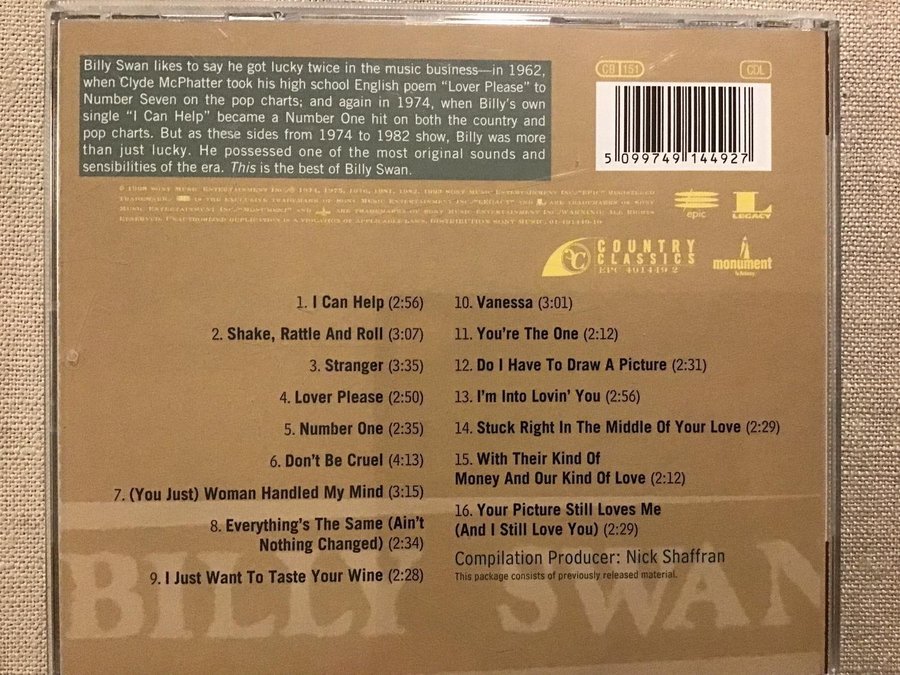 Billy Swan likes to say he got lucky twice in the music business—in 1962,
when Clyde McPhatter took his high school English poem “Lover Please” to
Number Seven on the pop charts; and again in 1974, when Billy's own
single “I Can Help” became a Number One hit on both the country and
pop charts. But as these sides from 1974 to 1982 show, Billy was more
than just lucky. He possessed one of the most original sounds and
sensibilities of the era. This is the best of Billy Swan.
CB 151
CDL
5 099749 144927
epic
LEGACY
CC COUNTRY
CLASSICS
EPC 491449 2
monument
1. I Can Help (2:56)
2. Shake, Rattle And Roll (3:07)
3. Stranger (3:35)
4. Lover Please (2:50)
5. Number One (2:35)
6. Don't Be Cruel (4:13)
7. (You Just) Woman Handled My Mind (3:15)
8. Everything's The Same (Ain't
Nothing Changed) (2:34)
9. I Just Want To Taste Your Wine (2:28)
10. Vanessa (3:01)
11. You're The One (2:12)
12. Do I Have To Draw A Picture (2:31)
13. I'm Into Lovin' You (2:56)
14. Stuck Right In The Middle Of Your Love (2:29)
15. With Their Kind Of
Money And Our Kind Of Love (2:12)
16. Your Picture Still Loves Me
(And I Still Love You) (2:29)
Compilation Producer: Nick Shaffran
This package consists of previously released material.
BILLY SWAN